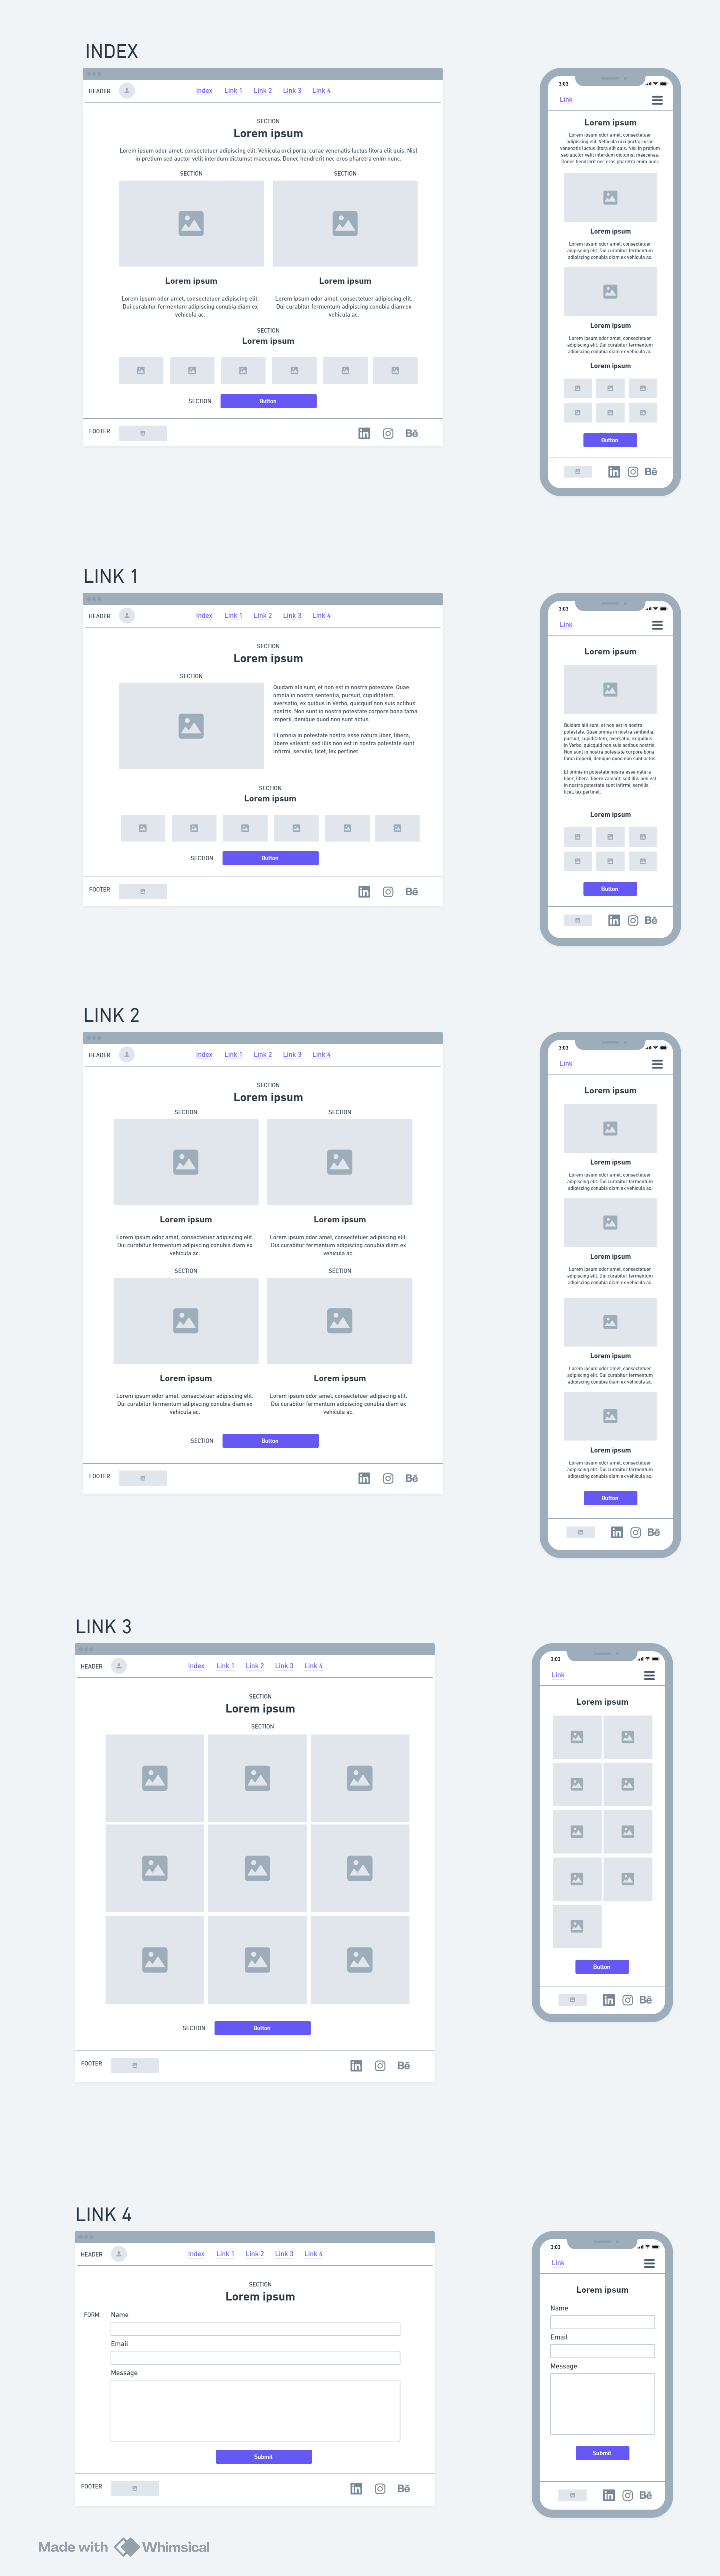 INDEX
HEADER
Index Link 1 Link 2 Link 3 Link 4
SECTION
Lorem ipsum
Lorem ipsum odor amet, consectetuer adipiscing elit. Vehicula orci porta; curae venenatis luctus litora elit quis. Nisl
in pretium sed auctor velit interdum dictumst maecenas. Donec hendrerit nec eros pharetra enim nunc.
SECTION SECTION
Lorem ipsum Lorem ipsum
Lorem ipsum odor amet, consectetuer adipiscing elit.
Dui curabitur fermentum adipiscing conubia diam ex
vehicula ac.
Lorem ipsum odor amet, consectetuer adipiscing elit.
Dui curabitur fermentum adipiscing conubia diam ex
vehicula ac.
SECTION
Lorem ipsum
SECTION
Button
FOOTER
in
Bē
3:03
Link
Lorem ipsum
Lorem ipsum odor amet, consectetuer
adipiscing elit. Vehicula orci porta; curae
venenatis luctus litora elit quis. Nisl in pretium
sed auctor velit interdum dictumst maecenas.
Donec hendrerit nec eros pharetra enim nunc.
Lorem ipsum
Lorem ipsum odor amet, consectetuer
adipiscing elit. Dui curabitur fermentum
adipiscing conubia diam ex vehicula ac.
Lorem ipsum
Lorem ipsum odor amet, consectetuer
adipiscing elit. Dui curabitur fermentum
adipiscing conubia diam ex vehicula ac.
Lorem ipsum
Button
in
Bē
LINK 1
HEADER
Index Link 1 Link 2 Link 3 Link 4
SECTION
Lorem ipsum
SECTION
Quidam alii sunt, et non est in nostra potestate. Quae
omnia in nostra sententia, pursuit, cupiditatem,
aversatio, ex quibus in Verbo, quicquid non suis actibus
nostris. Non sunt in nostra potestate corpore bona fama
imperii, denique quod non sunt actus.
Et omnia in potestate nostra esse natura liber, libera,
libere valeant; sed illis non est in nostra potestate sunt
infirmi, servilis, licet, lex pertinet.
SECTION
Lorem ipsum
SECTION
Button
FOOTER
in
Bē
3:03
Link
Lorem ipsum
Quidam alii sunt, et non est in nostra
potestate. Quae omnia in nostra sententia,
pursuit, cupiditatem, aversatio, ex quibus
in Verbo, quicquid non suis actibus nostris.
Non sunt in nostra potestate corpore bona
fama imperii, denique quod non sunt actus.
Et omnia in potestate nostra esse natura
liber, libera, libere valeant; sed illis non est
in nostra potestate sunt infirmi, servilis,
licet, lex pertinet.
Lorem ipsum
Button
in
Bē
LINK 2
HEADER
Index Link 1 Link 2 Link 3 Link 4
SECTION
Lorem ipsum
SECTION SECTION
Lorem ipsum Lorem ipsum
Lorem ipsum odor amet, consectetuer adipiscing elit.
Dui curabitur fermentum adipiscing conubia diam ex
vehicula ac.
Lorem ipsum odor amet, consectetuer adipiscing elit.
Dui curabitur fermentum adipiscing conubia diam ex
vehicula ac.
SECTION SECTION
Lorem ipsum Lorem ipsum
Lorem ipsum odor amet, consectetuer adipiscing elit.
Dui curabitur fermentum adipiscing conubia diam ex
vehicula ac.
Lorem ipsum odor amet, consectetuer adipiscing elit.
Dui curabitur fermentum adipiscing conubia diam ex
vehicula ac.
SECTION
Button
FOOTER
in
Bē
3:03
Link
Lorem ipsum
Lorem ipsum
Lorem ipsum odor amet, consectetuer
adipiscing elit. Dui curabitur fermentum
adipiscing conubia diam ex vehicula ac.
Lorem ipsum
Lorem ipsum odor amet, consectetuer
adipiscing elit. Dui curabitur fermentum
adipiscing conubia diam ex vehicula ac.
Lorem ipsum
Lorem ipsum odor amet, consectetuer
adipiscing elit. Dui curabitur fermentum
adipiscing conubia diam ex vehicula ac.
Lorem ipsum
Lorem ipsum odor amet, consectetuer
adipiscing elit. Dui curabitur fermentum
adipiscing conubia diam ex vehicula ac.
Button
in
Bē
LINK 3
HEADER
Index Link 1 Link 2 Link 3 Link 4
SECTION
Lorem ipsum
SECTION
SECTION
Button
FOOTER
in
Bē
3:03
Link
Lorem ipsum
Button
in
Bē
LINK 4
HEADER
Index Link 1 Link 2 Link 3 Link 4
SECTION
Lorem ipsum
FORM
Name
Email
Message
Submit
FOOTER
in
Bē
3:03
Link
Lorem ipsum
Name
Email
Message
Submit
in
Bē
Made with Whimsical